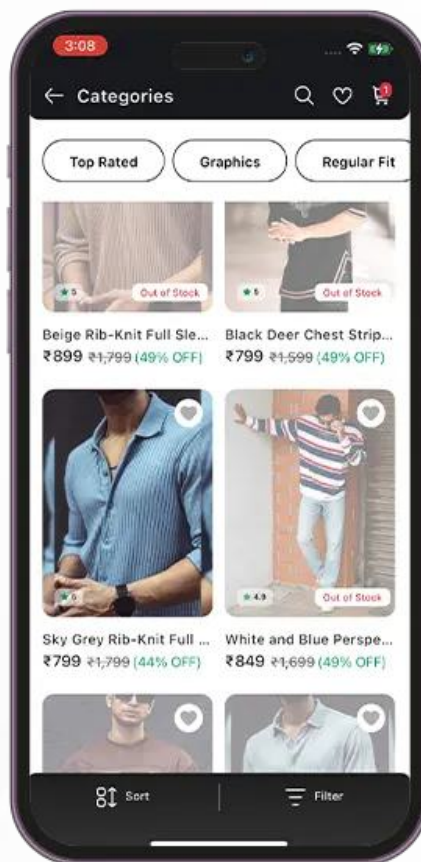 3:08
Categories
1
Top Rated Graphics Regular Fit
5 Out of Stock
5 Out of Stock
Beige Rib-Knit Full Sle... Black Deer Chest Strip...
₹899 ₹1,799 (49% OFF) ₹799 ₹1,599 (49% OFF)
5
4.9 Out of Stock
Sky Grey Rib-Knit Full ... White and Blue Perspe...
₹799 ₹1,799 (44% OFF) ₹849 ₹1,699 (49% OFF)
Sort Filter